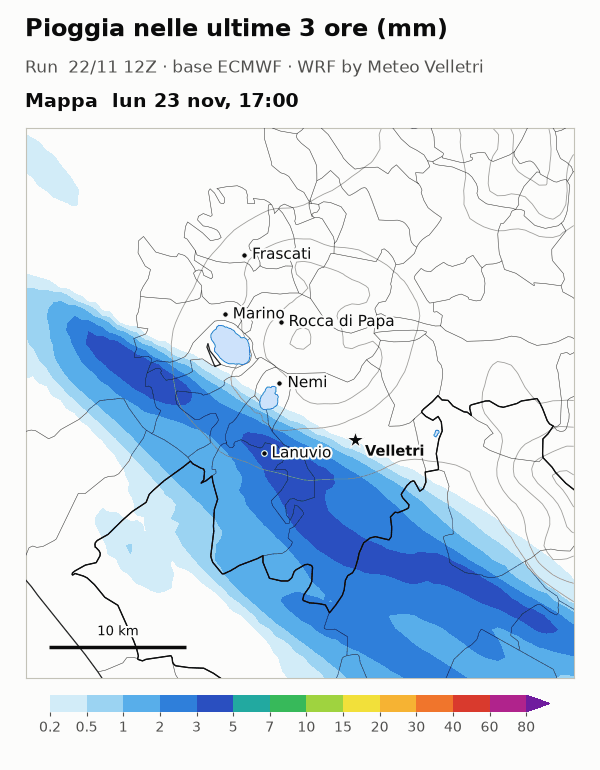 Pioggia nelle ultime 3 ore (mm)
Run  22/11 12Z · base ECMWF · WRF by Meteo Velletri
Mappa  lun 23 nov, 17:00
Frascati
Marino
Rocca di Papa
Nemi
Velletri
Lanuvio
10 km
0.2 0.5 1 2 3 5 7 10 15 20 30 40 60 80